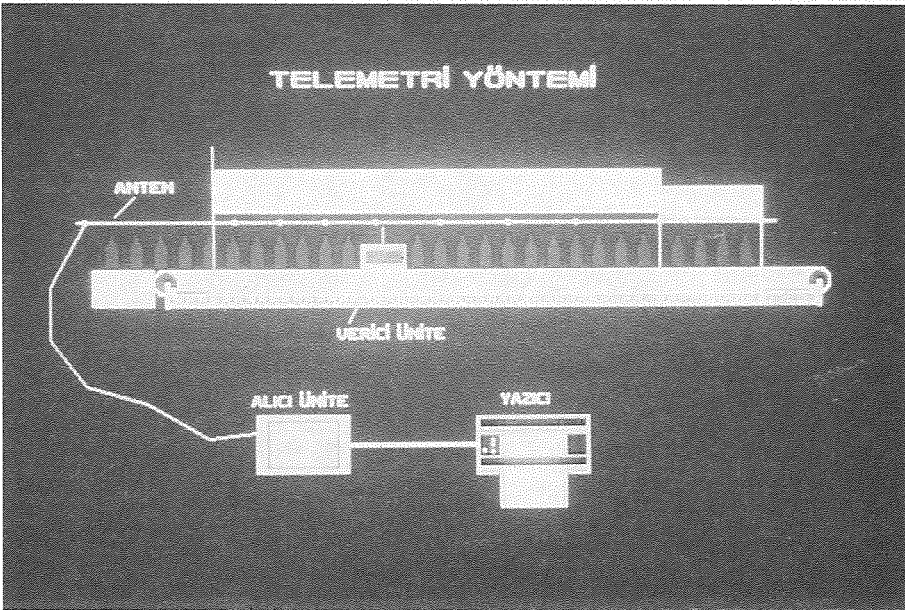 TELEMETRİ YÖNTEMİ
ANTEN
VERİCİ ÜNİTE
ALICI ÜNİTE
YAZICI